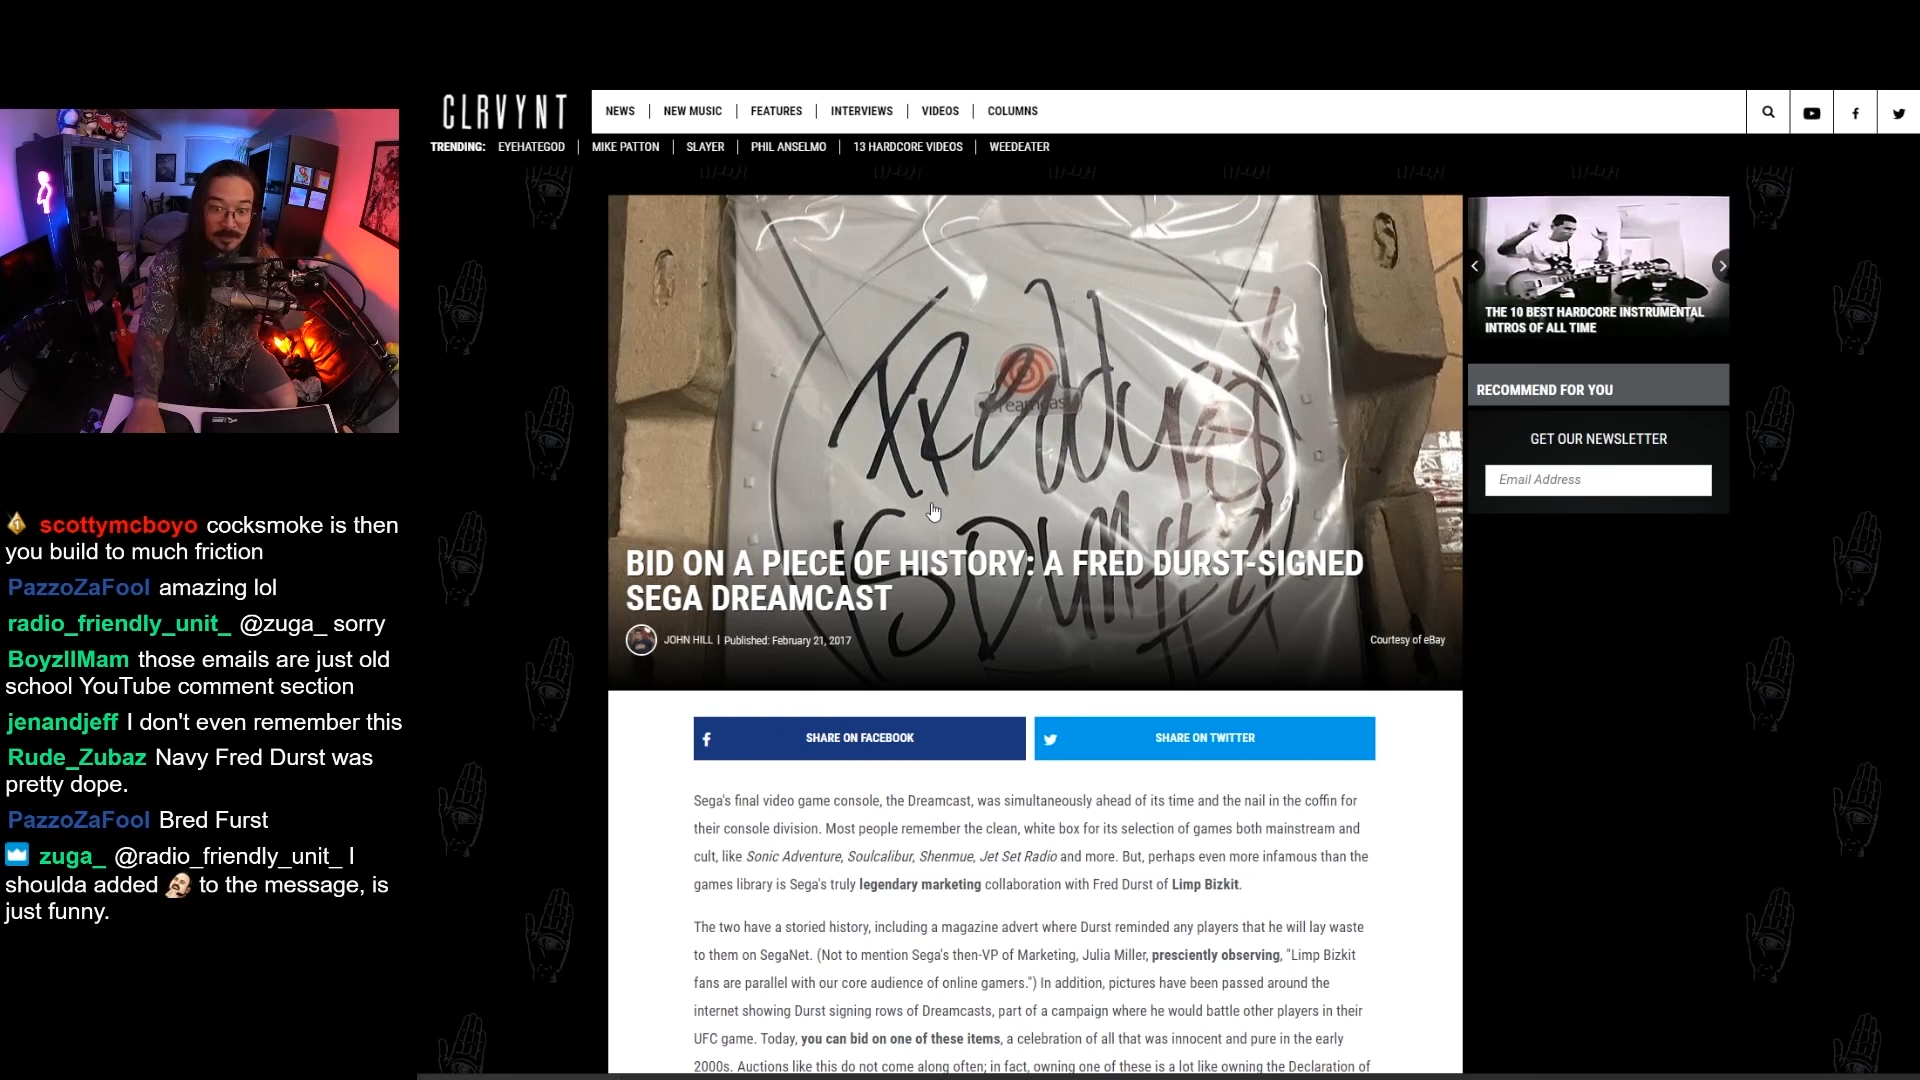 CLRVYNT
NEWS
NEW MUSIC
FEATURES
INTERVIEWS
VIDEOS
COLUMNS
TRENDING:
EYEHATEGOD
MIKE PATTON
SLAYER
PHIL ANSELMO
13 HARDCORE VIDEOS
WEEDEATER
BID ON A PIECE OF HISTORY: A FRED DURST-SIGNED
SEGA DREAMCAST
JOHN HILL | Published: February 21, 2017
Courtesy of eBay
THE 10 BEST HARDCORE INSTRUMENTAL
INTROS OF ALL TIME
RECOMMEND FOR YOU
GET OUR NEWSLETTER
Email Address
SHARE ON FACEBOOK
SHARE ON TWITTER
Sega's final video game console, the Dreamcast, was simultaneously ahead of its time and the nail in the coffin for
their console division. Most people remember the clean, white box for its selection of games both mainstream and
cult, like Sonic Adventure, Soulcalibur, Shenmue, Jet Set Radio and more. But, perhaps even more infamous than the
games library is Sega's truly legendary marketing collaboration with Fred Durst of Limp Bizkit.
The two have a storied history, including a magazine advert where Durst reminded any players that he will lay waste
to them on SegaNet. (Not to mention Sega's then-VP of Marketing, Julia Miller, presciently observing, "Limp Bizkit
fans are parallel with our core audience of online gamers.") In addition, pictures have been passed around the
internet showing Durst signing rows of Dreamcasts, part of a campaign where he would battle other players in their
UFC game. Today, you can bid on one of these items, a celebration of all that was innocent and pure in the early
2000s. Auctions like this do not come along often; in fact, owning one of these is a lot like owning the Declaration of
scottymcboyo cocksmoke is then
you build to much friction
PazzoZaFool amazing lol
radio_friendly_unit_ @zuga_ sorry
BoyzIIMam those emails are just old
school YouTube comment section
jenandjeff I don't even remember this
Rude_Zubaz Navy Fred Durst was
pretty dope.
PazzoZaFool Bred Furst
zuga_ @radio_friendly_unit_ I
shoulda added to the message, is
just funny.